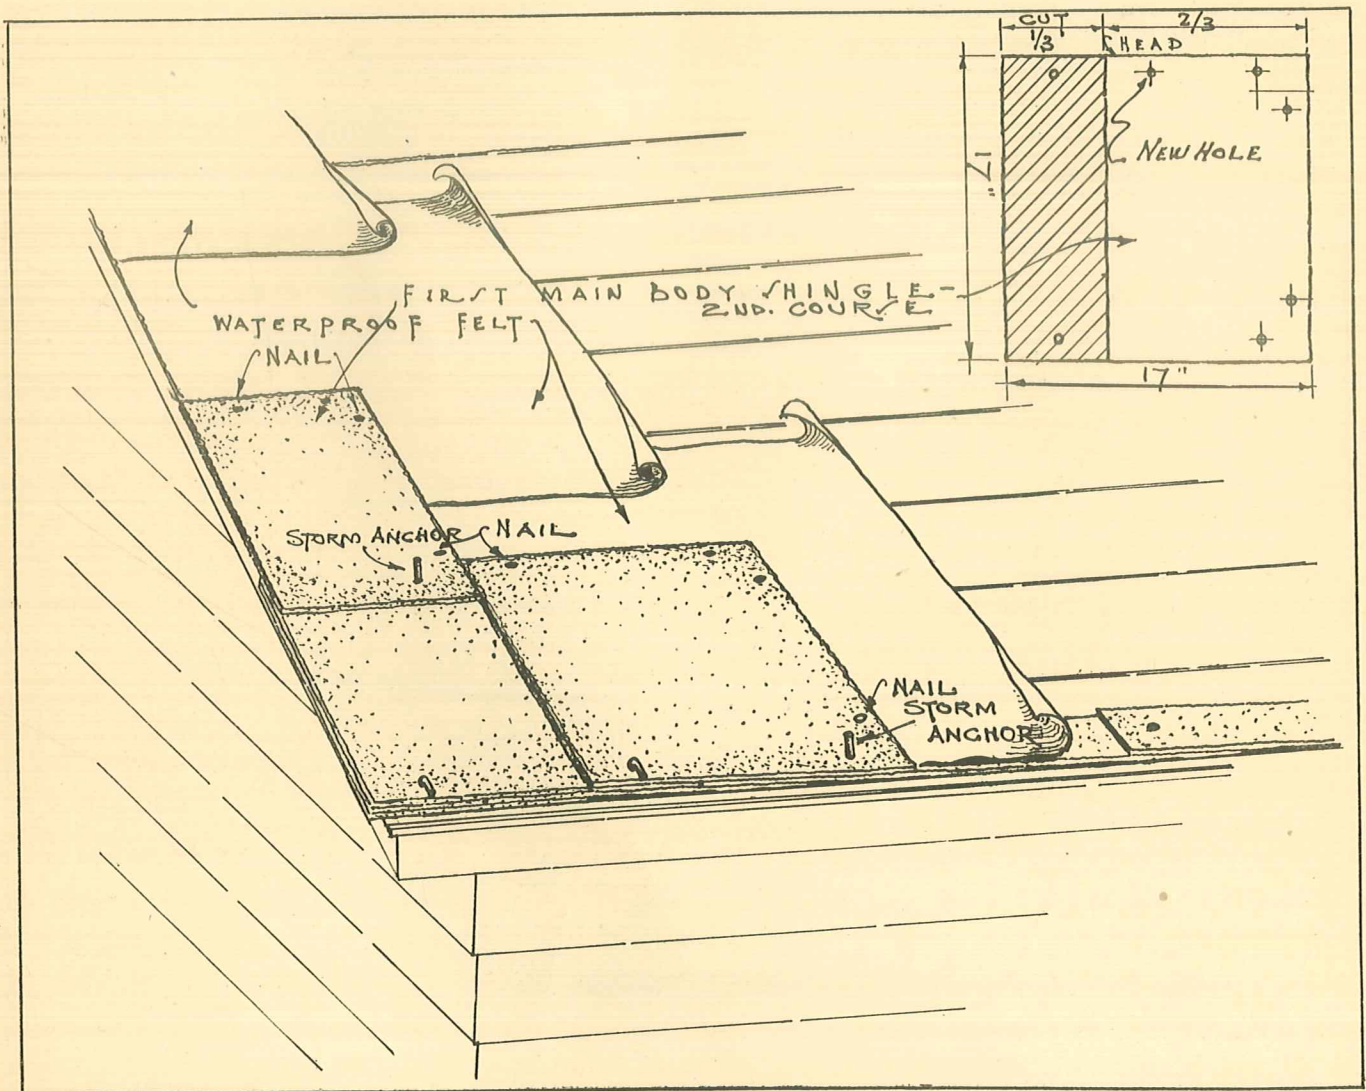 CUT
1/3
2/3
HEAD
NEW HOLE
17"
17"
FIRST MAIN BODY SHINGLE-
2ND. COURSE
WATERPROOF FELT
NAIL
STORM ANCHOR
NAIL
NAIL
STORM
ANCHOR